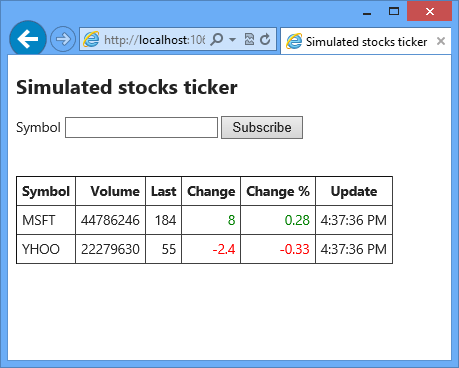 http://localhost:106
Simulated stocks ticker
Simulated stocks ticker
Symbol Subscribe
Symbol Volume Last Change Change % Update
MSFT 44786246 184 8 0.28 4:37:36 PM
YHOO 22279630 55 -2.4 -0.33 4:37:36 PM